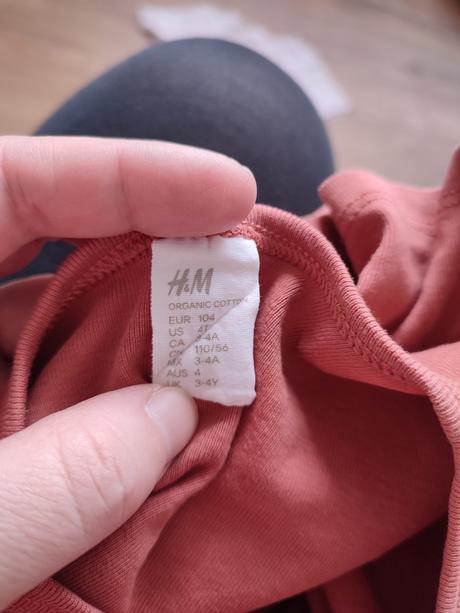 H&M
ORGANIC COTTON
EUR 104
US 4T
CA 3-4A
CN 110/56
MX 3-4A
AUS 4
UK 3-4Y